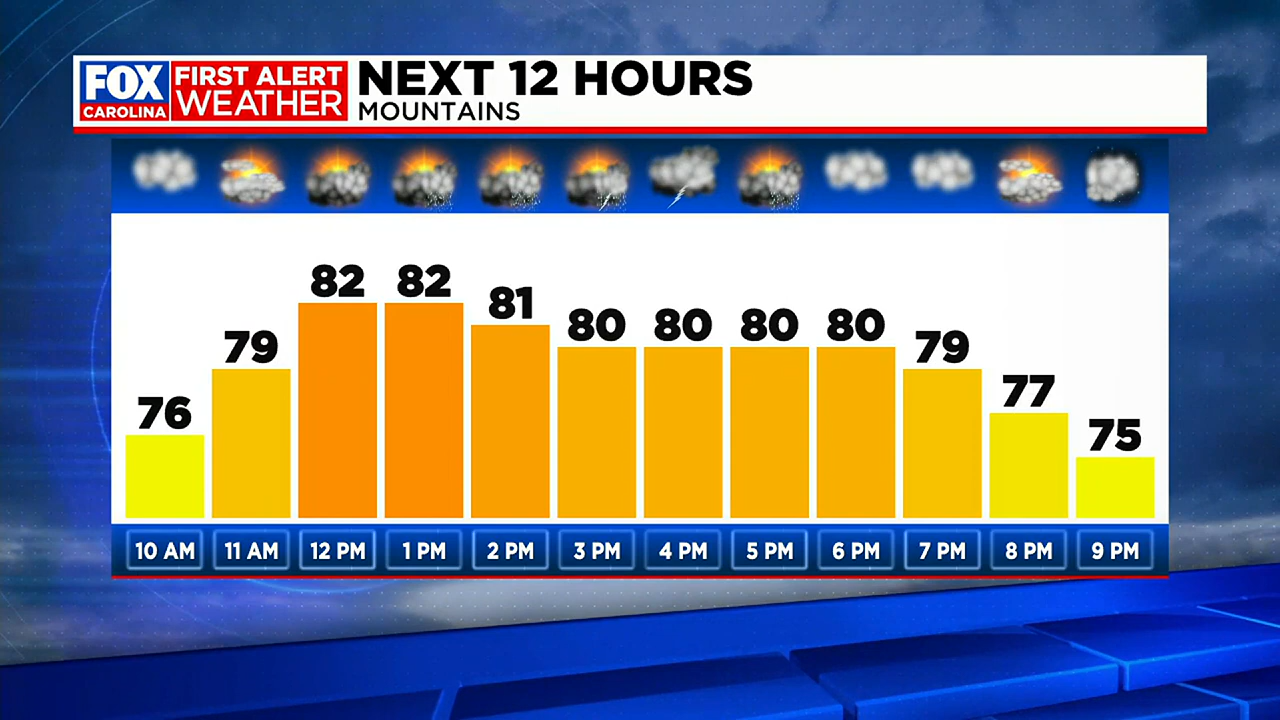 FOX
CAROLINA
FIRST ALERT
WEATHER
NEXT 12 HOURS
MOUNTAINS
76 79 82 82 81 80 80 80 80 79 77 75
10 AM 11 AM 12 PM 1 PM 2 PM 3 PM 4 PM 5 PM 6 PM 7 PM 8 PM 9 PM